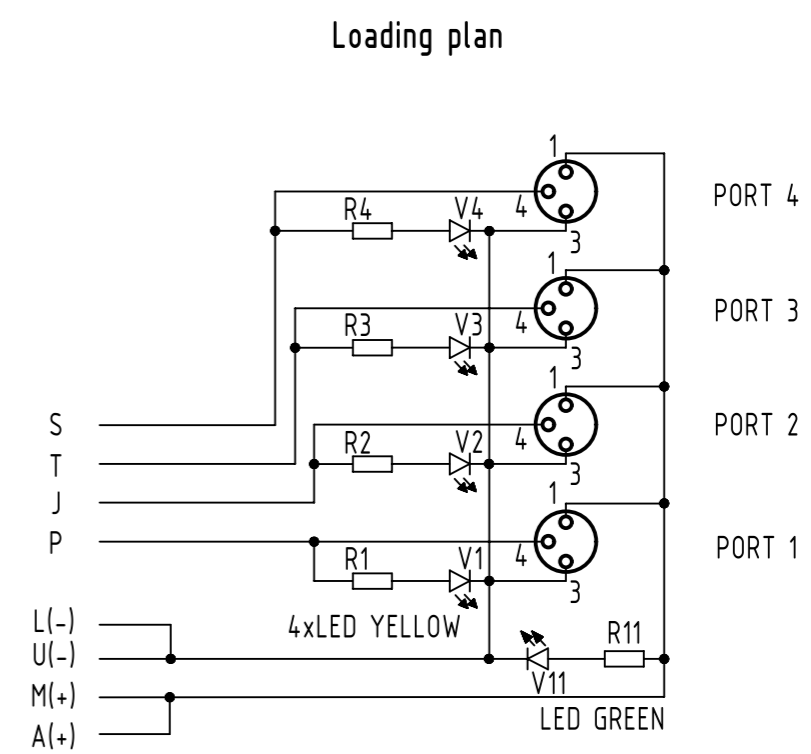 Loading plan
1
R4 V4 4 PORT 4
3
1
R3 V3 4 PORT 3
3
1
S R2 V2 4 PORT 2
T 3
J 1
P R1 V1 4 PORT 1
3
L(-) 4xLED YELLOW R11
U(-)
M(+) V11
LED GREEN
A(+)